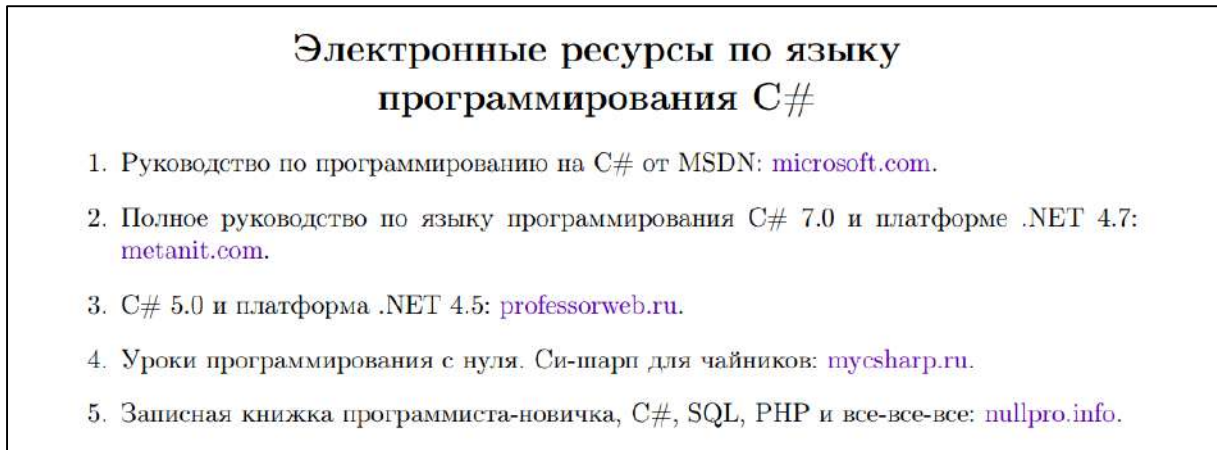 Электронные ресурсы по языку
программирования C#
1. Руководство по программированию на C# от MSDN: microsoft.com.
2. Полное руководство по языку программирования C# 7.0 и платформе .NET 4.7:
metanit.com.
3. C# 5.0 и платформа .NET 4.5: professorweb.ru.
4. Уроки программирования с нуля. Си-шарп для чайников: mycsharp.ru.
5. Записная книжка программиста-новичка, C#, SQL, PHP и все-все-все: nullpro.info.